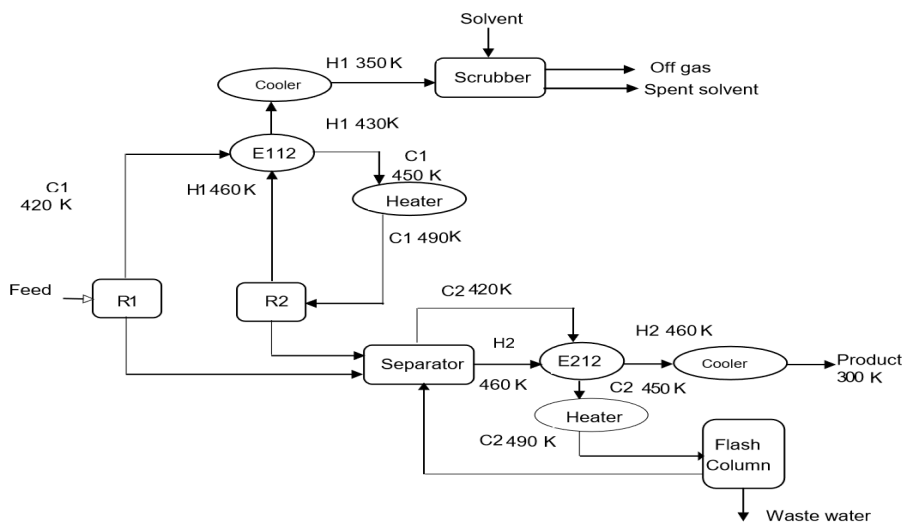 Solvent
H1 350 K
Cooler
Scrubber
Off gas
Spent solvent
H1 430K
E112
C1
420 K
H1 460 K
C1
450 K
Heater
C1 490K
Feed
R1
R2
C2 420K
Separator
H2
460 K
E212
H2 460 K
Cooler
Product
300 K
C2 450 K
Heater
C2 490 K
Flash
Column
Waste water